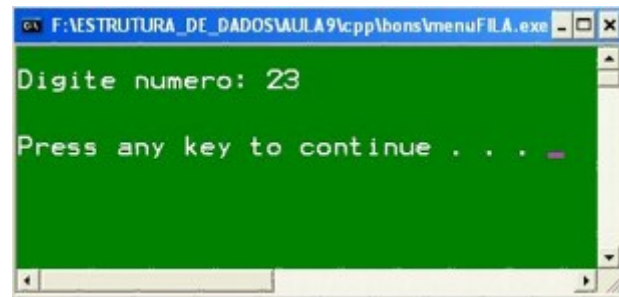 F:\ESTRUTURA_DE_DADOS\AULA9\cpp\bons\menuFILA.exe
Digite numero: 23
Press any key to continue . . .